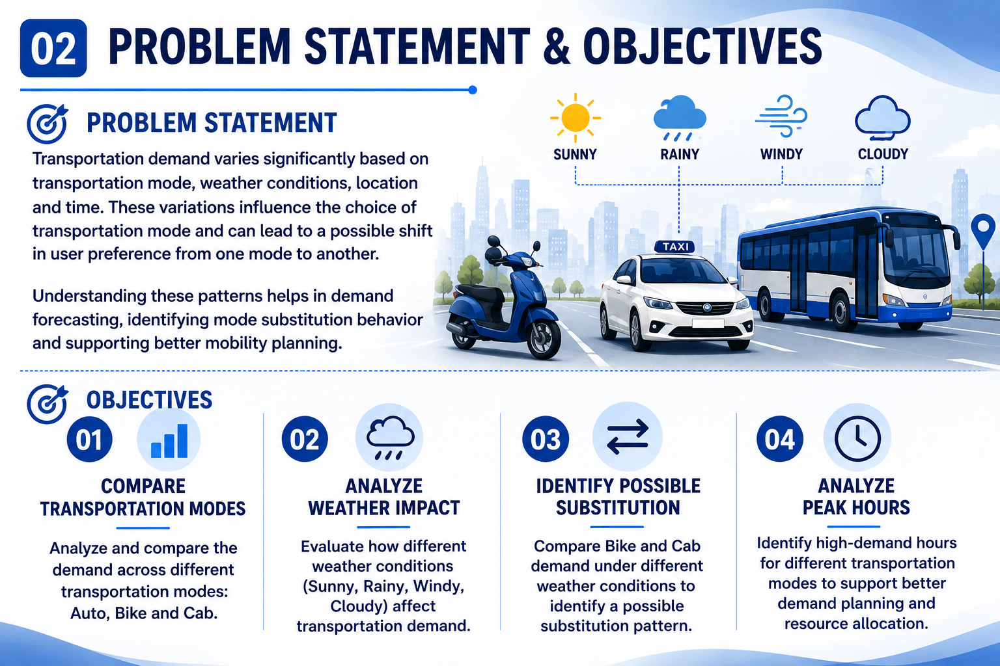 02
PROBLEM STATEMENT & OBJECTIVES
PROBLEM STATEMENT
Transportation demand varies significantly based on
transportation mode, weather conditions, location
and time. These variations influence the choice of
transportation mode and can lead to a possible shift
in user preference from one mode to another.
Understanding these patterns helps in demand
forecasting, identifying mode substitution behavior
and supporting better mobility planning.
SUNNY
RAINY
WINDY
CLOUDY
TAXI
OBJECTIVES
01
COMPARE
TRANSPORTATION MODES
Analyze and compare the
demand across different
transportation modes:
Auto, Bike and Cab.
02
ANALYZE
WEATHER IMPACT
Evaluate how different
weather conditions
(Sunny, Rainy, Windy,
Cloudy) affect
transportation demand.
03
IDENTIFY POSSIBLE
SUBSTITUTION
Compare Bike and Cab
demand under different
weather conditions to
identify a possible
substitution pattern.
04
ANALYZE
PEAK HOURS
Identify high-demand hours
for different transportation
modes to support better
demand planning and
resource allocation.